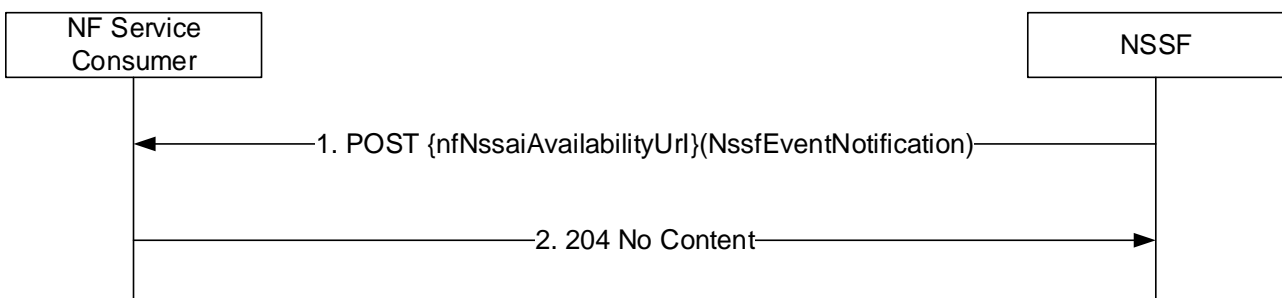 NF Service
Consumer
NSSF
1. POST {nfNssaiAvailabilityUrl}(NssfEventNotification)
2. 204 No Content